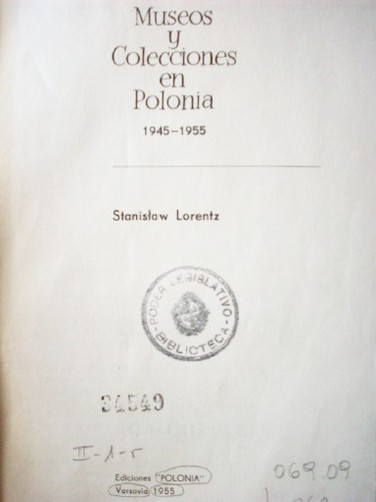 Museos
y
Colecciones
en
Polonia
1945-1955
Stanisław Lorentz
PODER LEGISLATIVO
BIBLIOTECA
34549
II-1-5
069.09
Ediciones "POLONIA"
Varsovia 1955